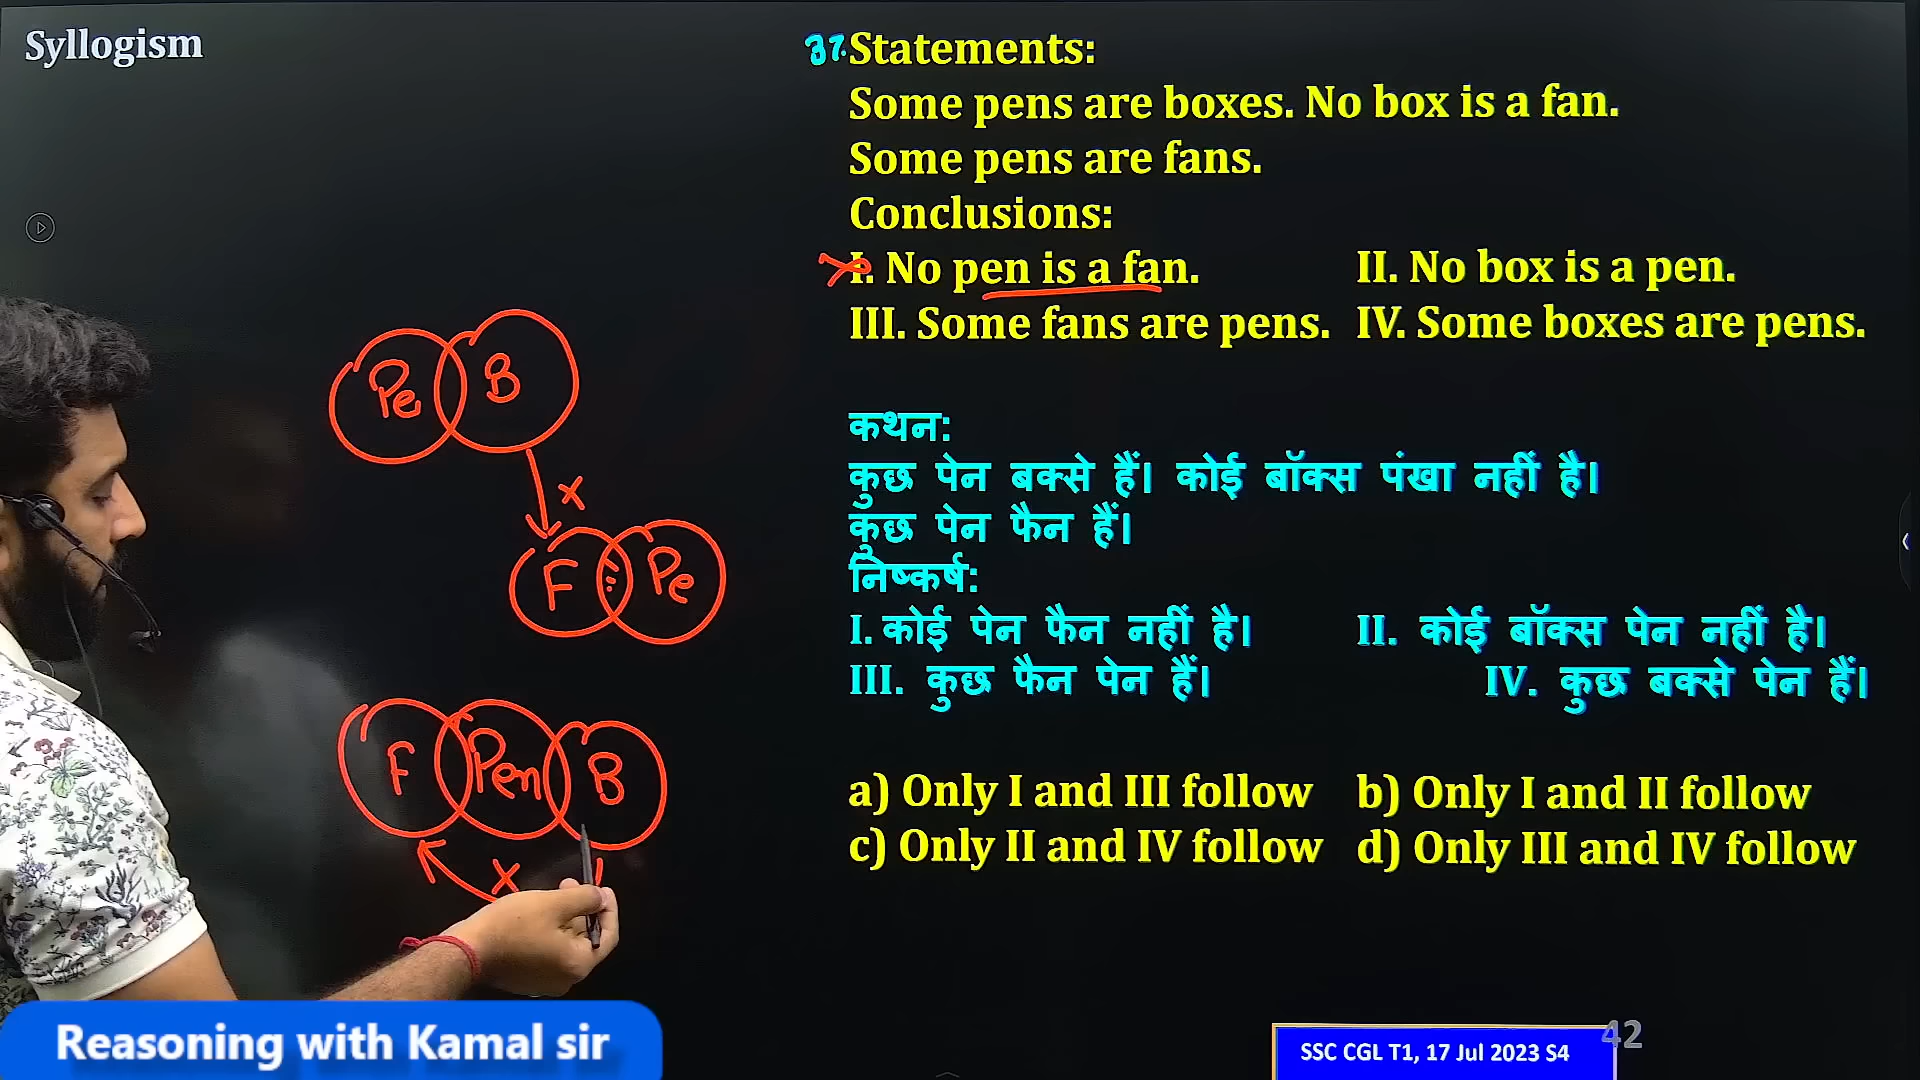 Syllogism
37. Statements:
Some pens are boxes. No box is a fan.
Some pens are fans.
Conclusions:
I. No pen is a fan. II. No box is a pen.
III. Some fans are pens. IV. Some boxes are pens.
कथन:
कुछ पेन बक्से हैं। कोई बॉक्स पंखा नहीं है।
कुछ पेन फैन हैं।
निष्कर्ष:
I. कोई पेन फैन नहीं है। II. कोई बॉक्स पेन नहीं है।
III. कुछ फैन पेन हैं। IV. कुछ बक्से पेन हैं।
a) Only I and III follow b) Only I and II follow
c) Only II and IV follow d) Only III and IV follow
Pe B
x
F Pe
F Pen B
x
Reasoning with Kamal sir
SSC CGL T1, 17 Jul 2023 S4
42